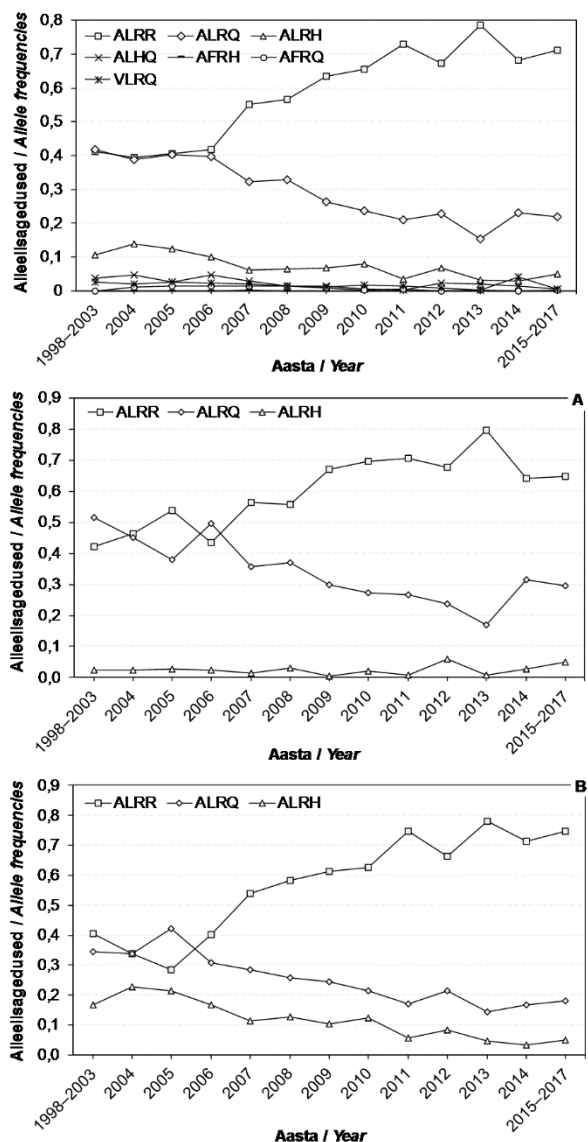 ALRR ALRQ ALRH
ALHQ AFRH AFRQ
VLRQ
Alleelisagedused / Allele frequencies
0,8
0,7
0,6
0,5
0,4
0,3
0,2
0,1
0
1998–2003 2004 2005 2006 2007 2008 2009 2010 2011 2012 2013 2014 2015–2017
Aasta / Year
A
ALRR ALRQ ALRH
Alleelisagedused / Allele frequencies
0,9
0,8
0,7
0,6
0,5
0,4
0,3
0,2
0,1
0,0
1998–2003 2004 2005 2006 2007 2008 2009 2010 2011 2012 2013 2014 2015–2017
Aasta / Year
B
ALRR ALRQ ALRH
Alleelisagedused / Allele frequencies
0,9
0,8
0,7
0,6
0,5
0,4
0,3
0,2
0,1
0,0
1998–2003 2004 2005 2006 2007 2008 2009 2010 2011 2012 2013 2014 2015–2017
Aasta / Year